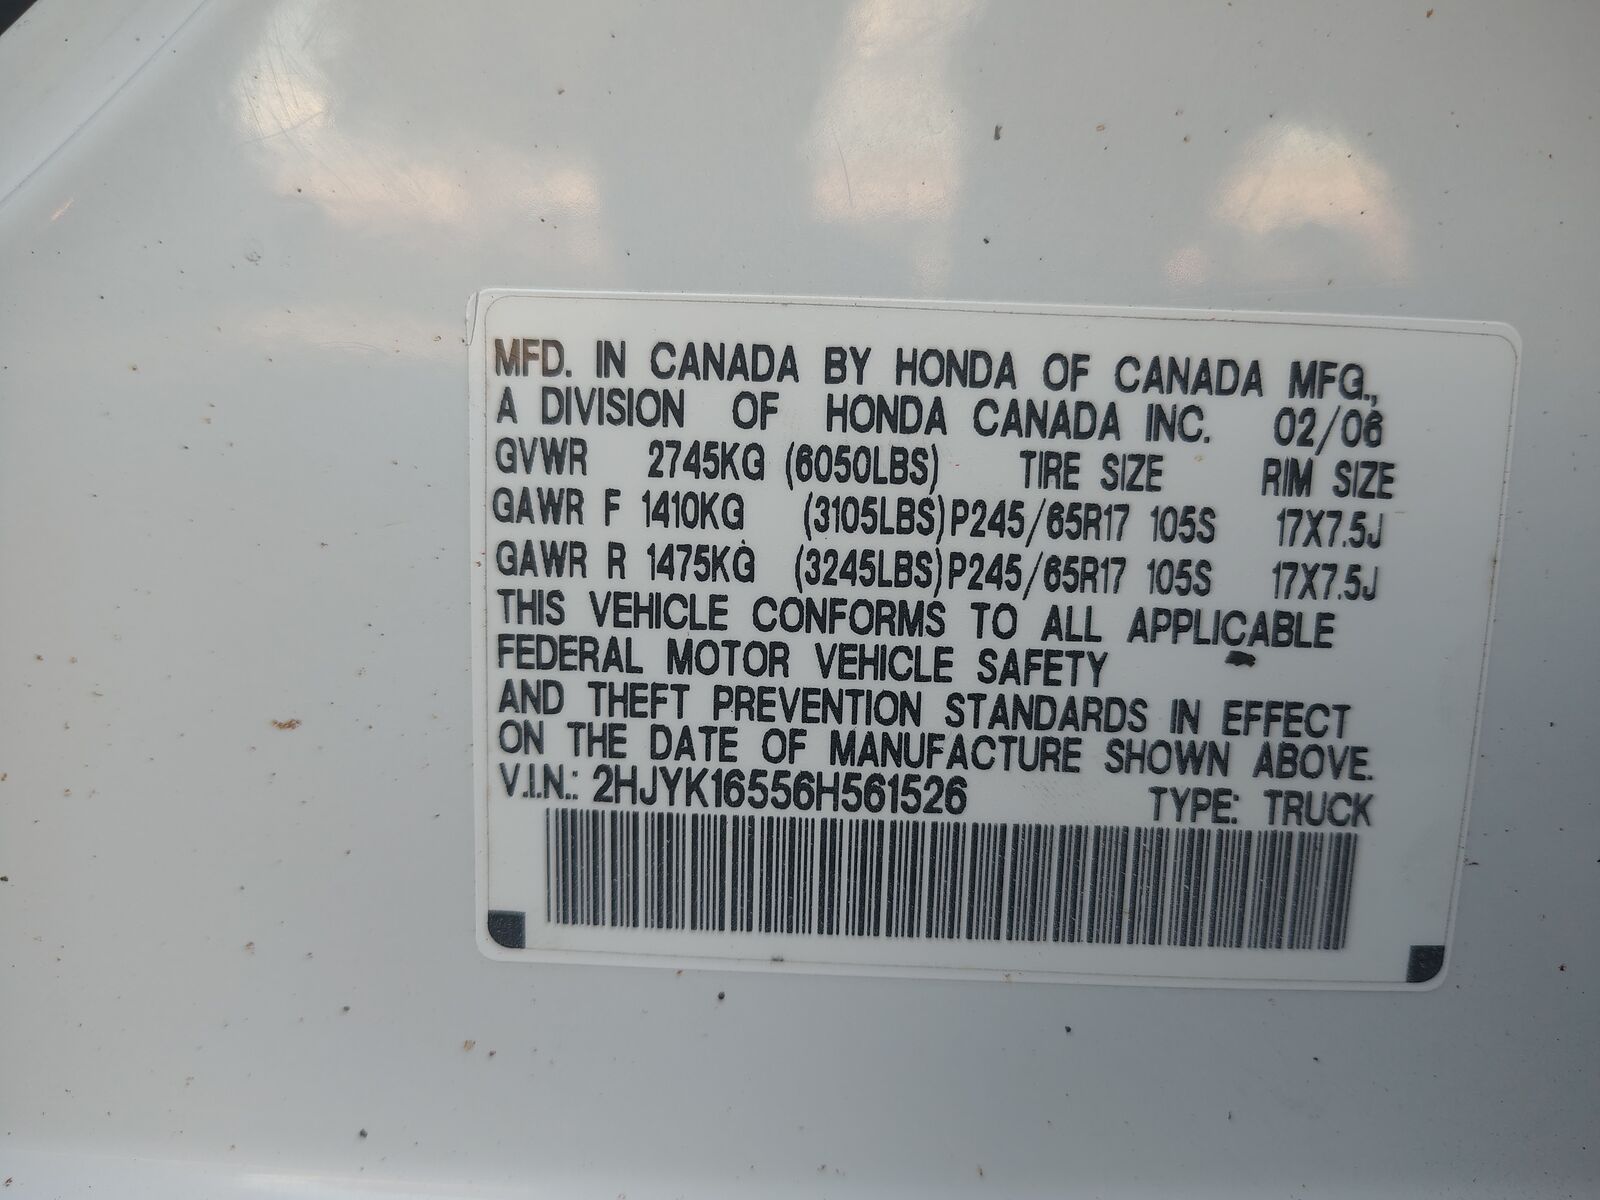 MFD. IN CANADA BY HONDA OF CANADA MFG.,
A DIVISION OF HONDA CANADA INC. 02/06
GVWR 2745KG (6050LBS) TIRE SIZE RIM SIZE
GAWR F 1410KG (3105LBS) P245/65R17 105S 17X7.5J
GAWR R 1475KG (3245LBS) P245/65R17 105S 17X7.5J
THIS VEHICLE CONFORMS TO ALL APPLICABLE
FEDERAL MOTOR VEHICLE SAFETY
AND THEFT PREVENTION STANDARDS IN EFFECT
ON THE DATE OF MANUFACTURE SHOWN ABOVE.
V.I.N.: 2HJYK16556H561526 TYPE: TRUCK